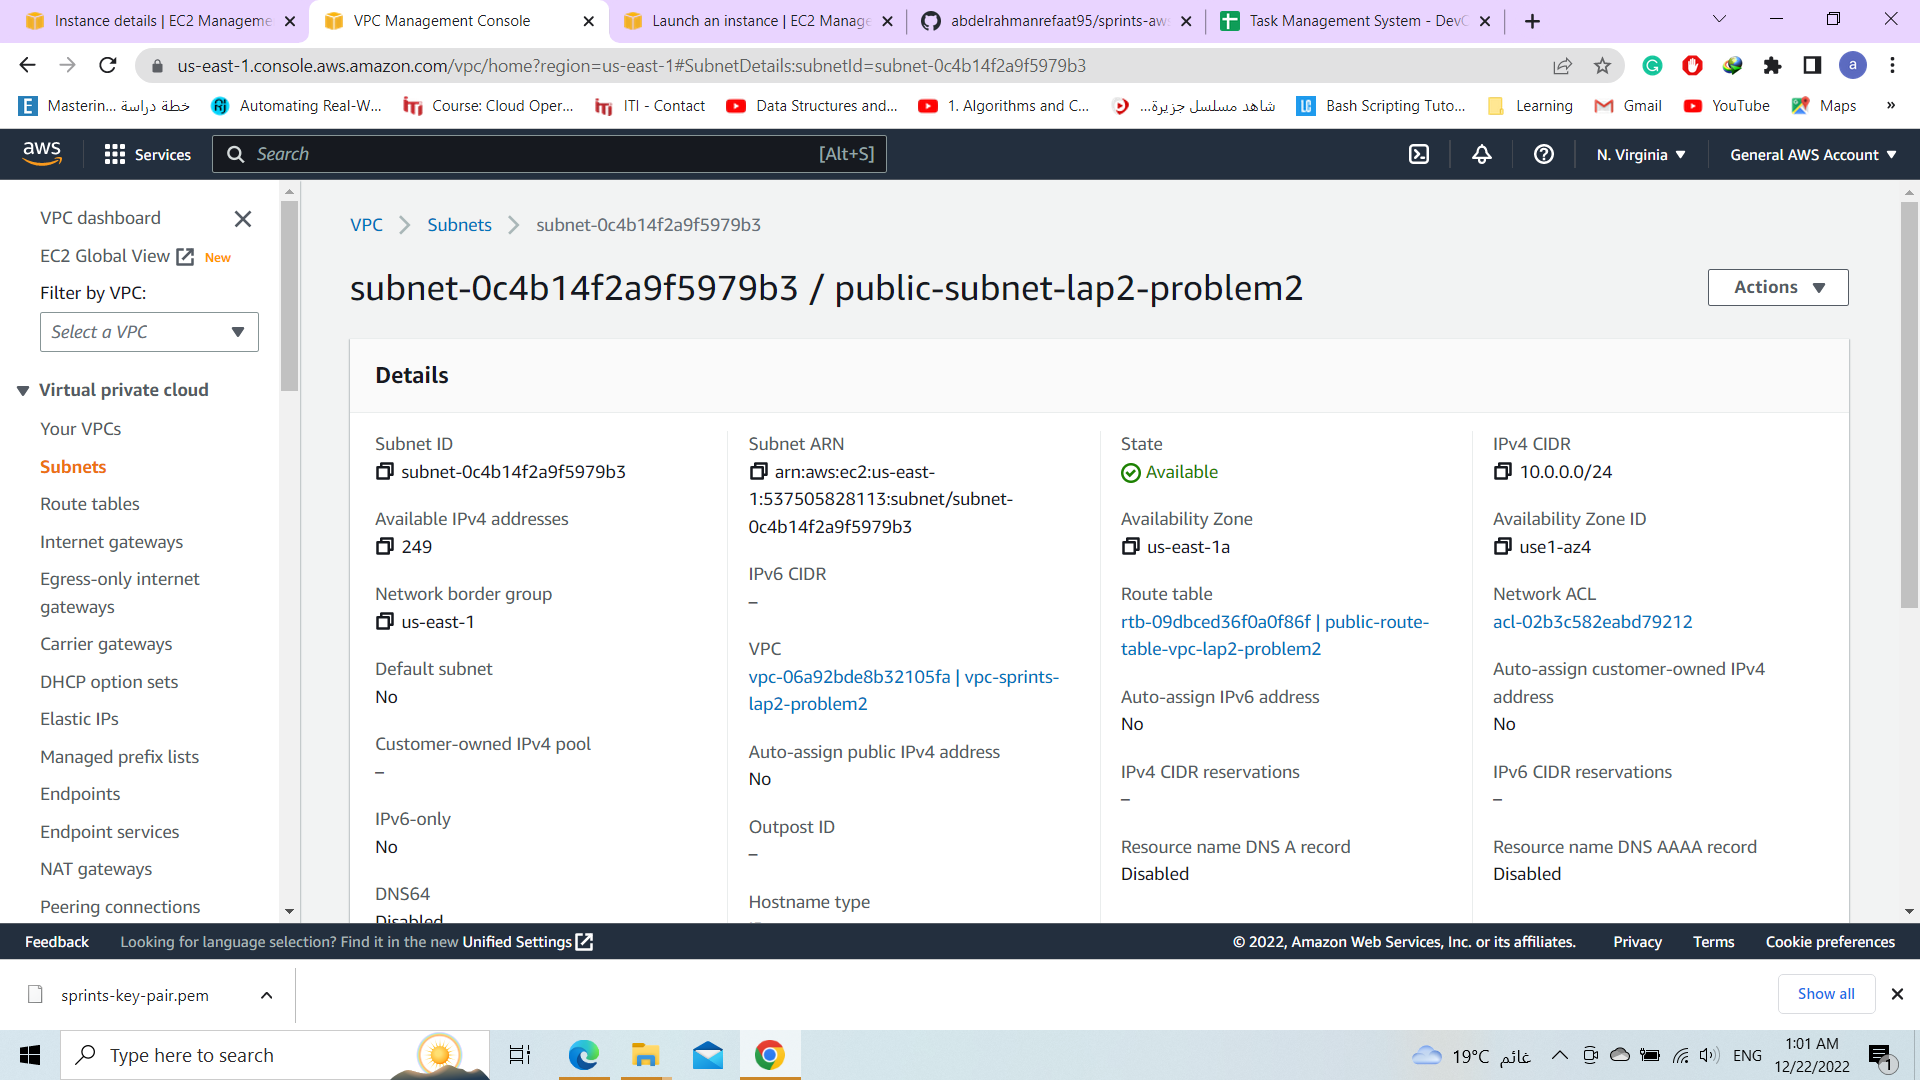 Instance details | EC2 Manageme
VPC Management Console
Launch an instance | EC2 Manage
abdelrahmanrefaat95/sprints-aws
Task Management System - DevO
us-east-1.console.aws.amazon.com/vpc/home?region=us-east-1#SubnetDetails:subnetId=subnet-0c4b14f2a9f5979b3
a
Masterin... خطة دراسة
Automating Real-W...
Course: Cloud Oper...
ITI - Contact
Data Structures and...
1. Algorithms and C...
شاهد مسلسل جزيرة...
Bash Scripting Tuto...
Learning
Gmail
YouTube
Maps
»
aws
Services
Search
[Alt+S]
N. Virginia
General AWS Account
VPC dashboard
EC2 Global View
New
Filter by VPC:
Select a VPC
Virtual private cloud
Your VPCs
Subnets
Route tables
Internet gateways
Egress-only internet
gateways
Carrier gateways
DHCP option sets
Elastic IPs
Managed prefix lists
Endpoints
Endpoint services
NAT gateways
Peering connections
VPC
Subnets
subnet-0c4b14f2a9f5979b3
subnet-0c4b14f2a9f5979b3 / public-subnet-lap2-problem2
Actions
Details
Subnet ID
subnet-0c4b14f2a9f5979b3
Available IPv4 addresses
249
Network border group
us-east-1
Default subnet
No
Customer-owned IPv4 pool
–
IPv6-only
No
DNS64
Disabled
Subnet ARN
arn:aws:ec2:us-east-
1:537505828113:subnet/subnet-
0c4b14f2a9f5979b3
IPv6 CIDR
–
VPC
vpc-06a92bde8b32105fa | vpc-sprints-
lap2-problem2
Auto-assign public IPv4 address
No
Outpost ID
–
Hostname type
State
Available
Availability Zone
us-east-1a
Route table
rtb-09dbced36f0a0f86f | public-route-
table-vpc-lap2-problem2
Auto-assign IPv6 address
No
IPv4 CIDR reservations
–
Resource name DNS A record
Disabled
IPv4 CIDR
10.0.0.0/24
Availability Zone ID
use1-az4
Network ACL
acl-02b3c582eabd79212
Auto-assign customer-owned IPv4
address
No
IPv6 CIDR reservations
–
Resource name DNS AAAA record
Disabled
Feedback
Looking for language selection? Find it in the new Unified Settings
© 2022, Amazon Web Services, Inc. or its affiliates.
Privacy
Terms
Cookie preferences
sprints-key-pair.pem
Show all
Type here to search
19°C غائم
ENG
1:01 AM
12/22/2022
1